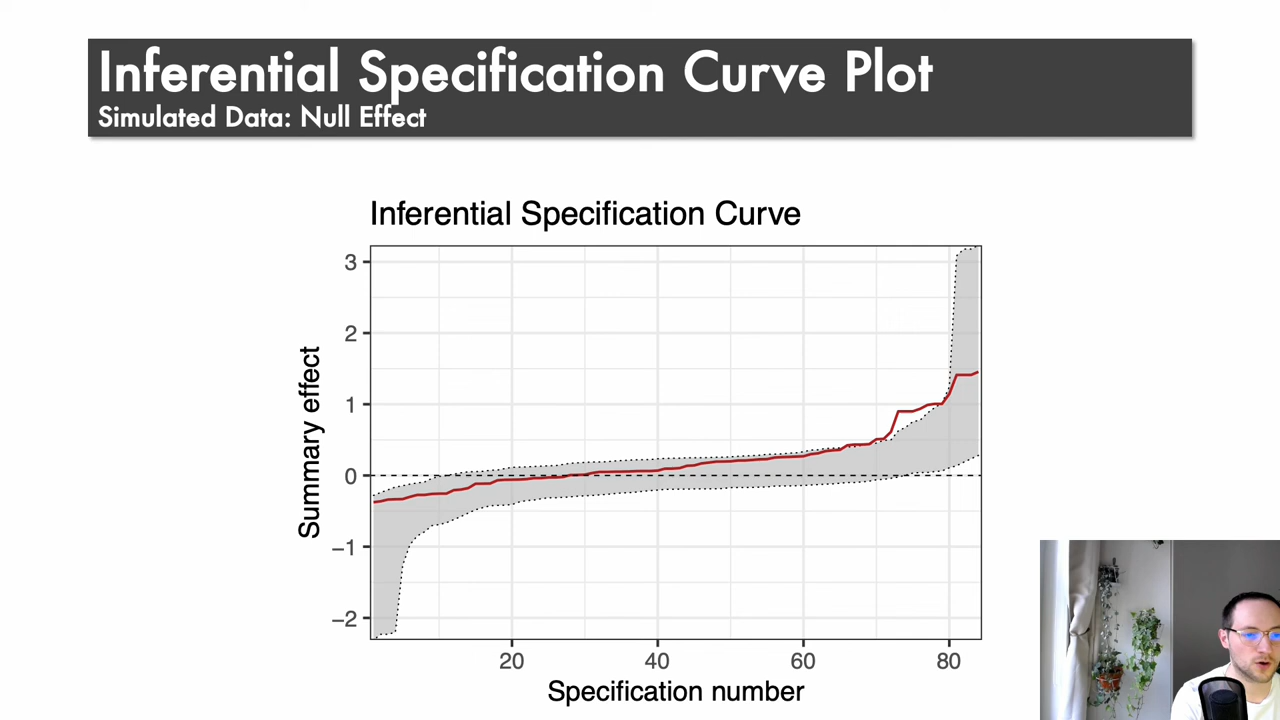 Inferential Specification Curve Plot
Simulated Data: Null Effect
Inferential Specification Curve
3
2
1
0
−1
−2
Summary effect
20 40 60 80
Specification number